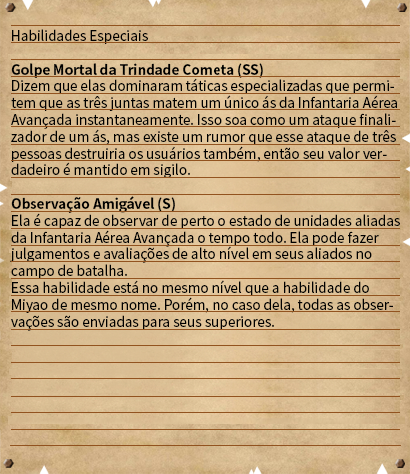 Habilidades Especiais
Golpe Mortal da Trindade Cometa (SS)
Dizem que elas dominaram táticas especializadas que permi-
tem que as três juntas matem um único ás da Infantaria Aérea
Avançada instantaneamente. Isso soa como um ataque finali-
zador de um ás, mas existe um rumor que esse ataque de três
pessoas destruiria os usuários também, então seu valor ver-
dadeiro é mantido em sigilo.
Observação Amigável (S)
Ela é capaz de observar de perto o estado de unidades aliadas
da Infantaria Aérea Avançada o tempo todo. Ela pode fazer
julgamentos e avaliações de alto nível em seus aliados no
campo de batalha.
Essa habilidade está no mesmo nível que a habilidade do
Miyao de mesmo nome. Porém, no caso dela, todas as obser-
vações são enviadas para seus superiores.